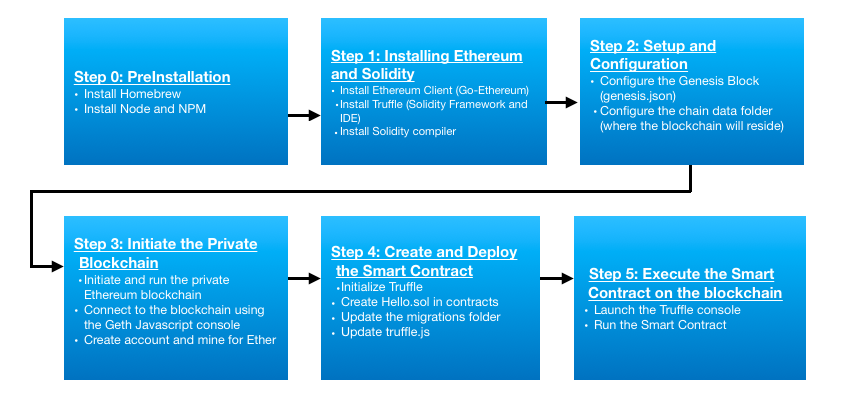 Step 0: PreInstallation
• Install Homebrew
• Install Node and NPM
Step 1: Installing Ethereum
and Solidity
• Install Ethereum Client (Go-Ethereum)
• Install Truffle (Solidity Framework and
IDE)
• Install Solidity compiler
Step 2: Setup and
Configuration
• Configure the Genesis Block
(genesis.json)
• Configure the chain data folder
(where the blockchain will reside)
Step 3: Initiate the Private
Blockchain
• Initiate and run the private
Ethereum blockchain
• Connect to the blockchain using
the Geth Javascript console
• Create account and mine for Ether
Step 4: Create and Deploy
the Smart Contract
• Initialize Truffle
• Create Hello.sol in contracts
• Update the migrations folder
• Update truffle.js
Step 5: Execute the Smart
Contract on the blockchain
• Launch the Truffle console
• Run the Smart Contract